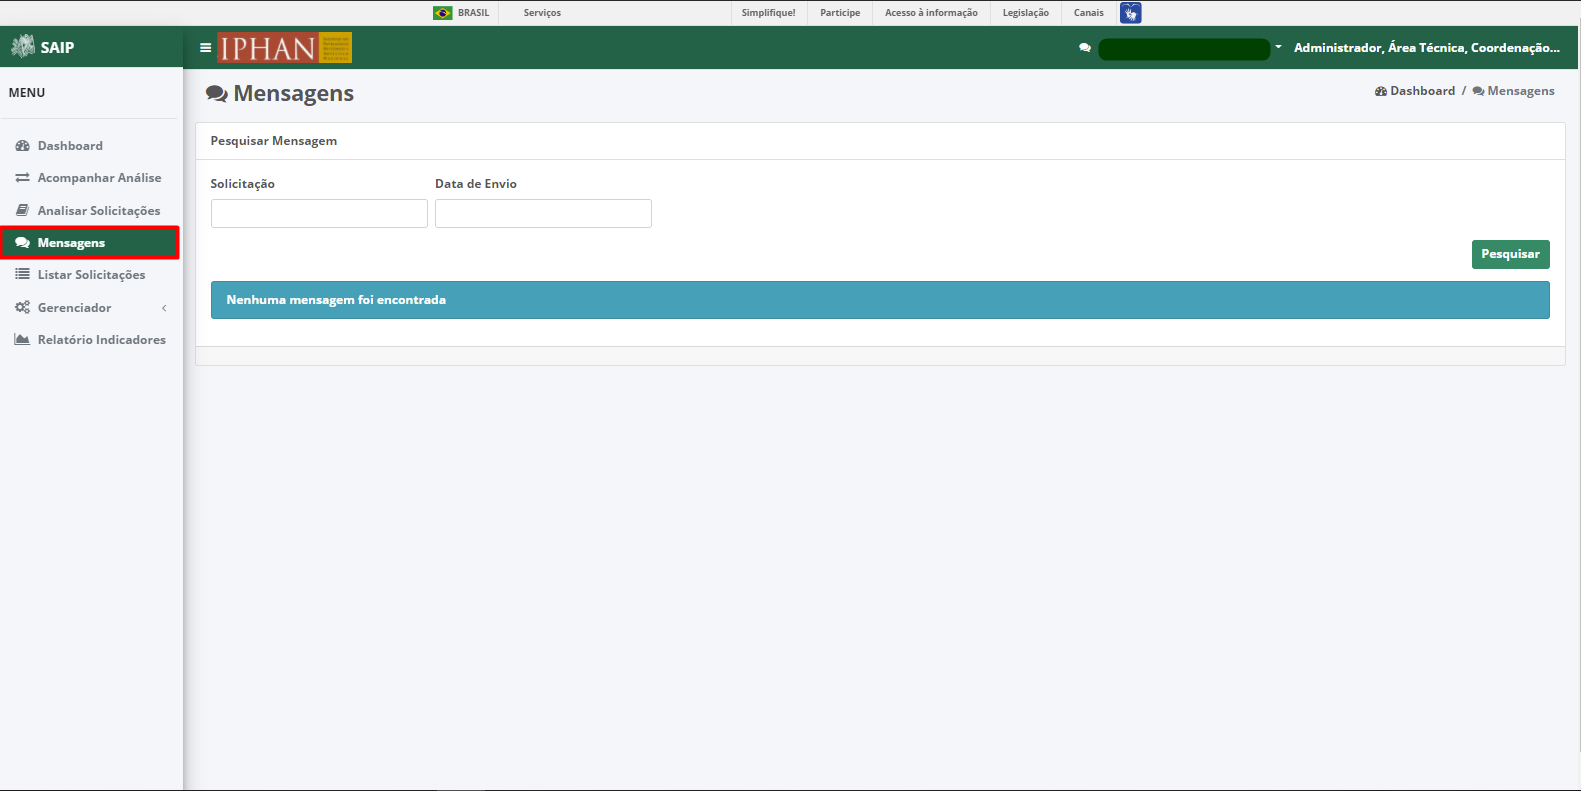 BRASIL Serviços Simplifique! Participe Acesso à informação Legislação Canais
SAIP
IPHAN
Administrador, Área Técnica, Coordenação...
MENU
Dashboard
Acompanhar Análise
Analisar Solicitações
Mensagens
Listar Solicitações
Gerenciador
Relatório Indicadores
Mensagens
Dashboard / Mensagens
Pesquisar Mensagem
Solicitação Data de Envio
Pesquisar
Nenhuma mensagem foi encontrada